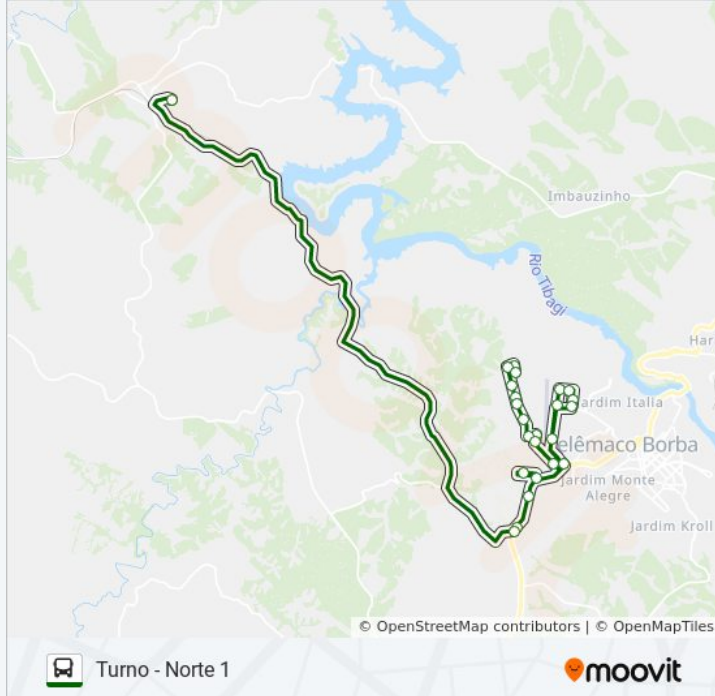 Imbauzinho
Rio Tibagi
Har
Jardim Italia
elêmaco Borba
Jardim Monte
Alegre
Jardim Kroll
© OpenStreetMap contributors | © OpenMapTiles
Turno - Norte 1
moovit